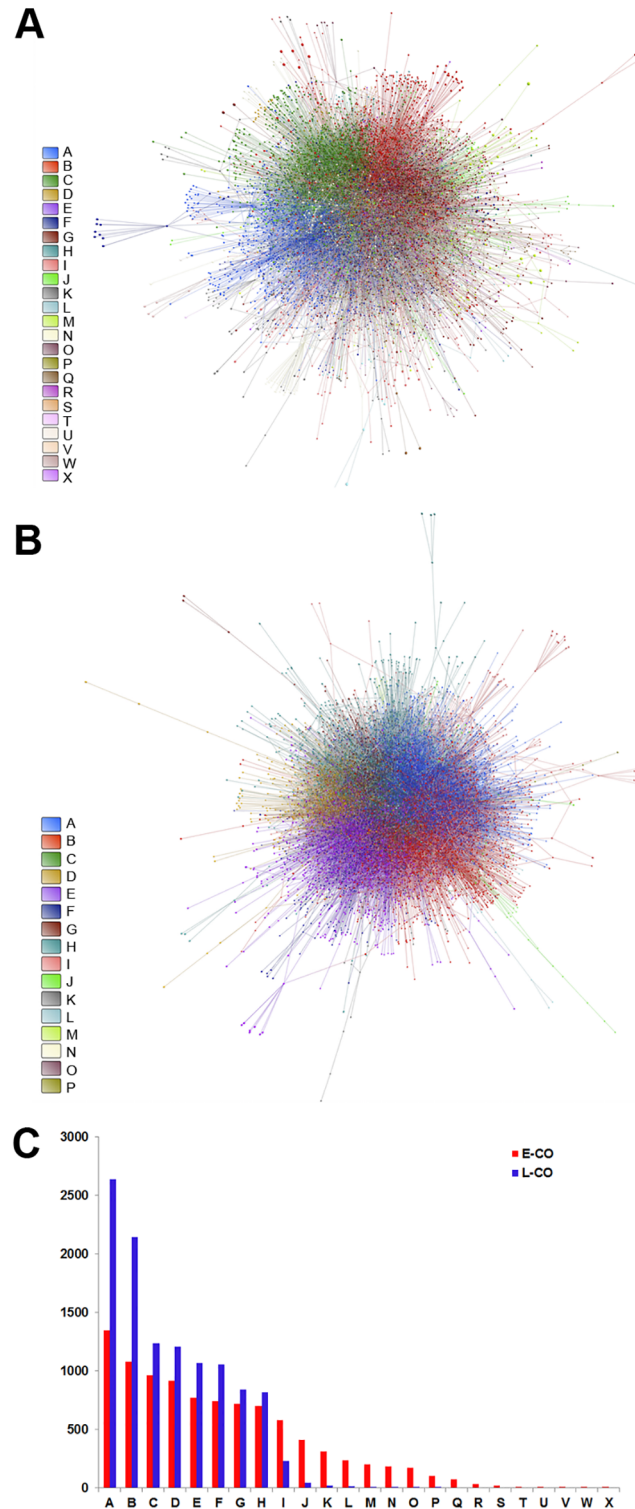 A
A
B
C
D
E
F
G
H
I
J
K
L
M
N
O
P
Q
R
S
T
U
V
W
X
B
A
B
C
D
E
F
G
H
I
J
K
L
M
N
O
P
C
3000
2500
2000
1500
1000
500
0
E-CO
L-CO
A B C D E F G H I J K L M N O P Q R S T U V W X